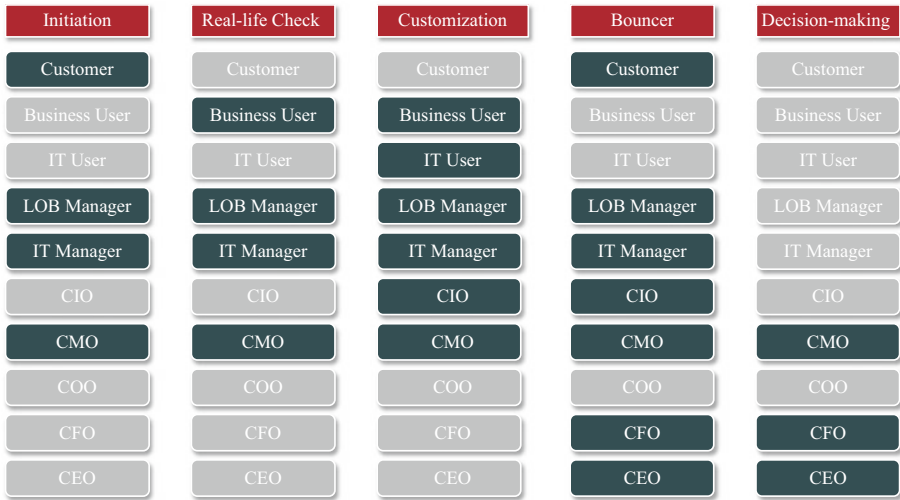 Initiation
Real-life Check
Customization
Bouncer
Decision-making
Customer
Customer
Customer
Customer
Customer
Business User
Business User
Business User
Business User
Business User
IT User
IT User
IT User
IT User
IT User
LOB Manager
LOB Manager
LOB Manager
LOB Manager
LOB Manager
IT Manager
IT Manager
IT Manager
IT Manager
IT Manager
CIO
CIO
CIO
CIO
CIO
CMO
CMO
CMO
CMO
CMO
COO
COO
COO
COO
COO
CFO
CFO
CFO
CFO
CFO
CEO
CEO
CEO
CEO
CEO